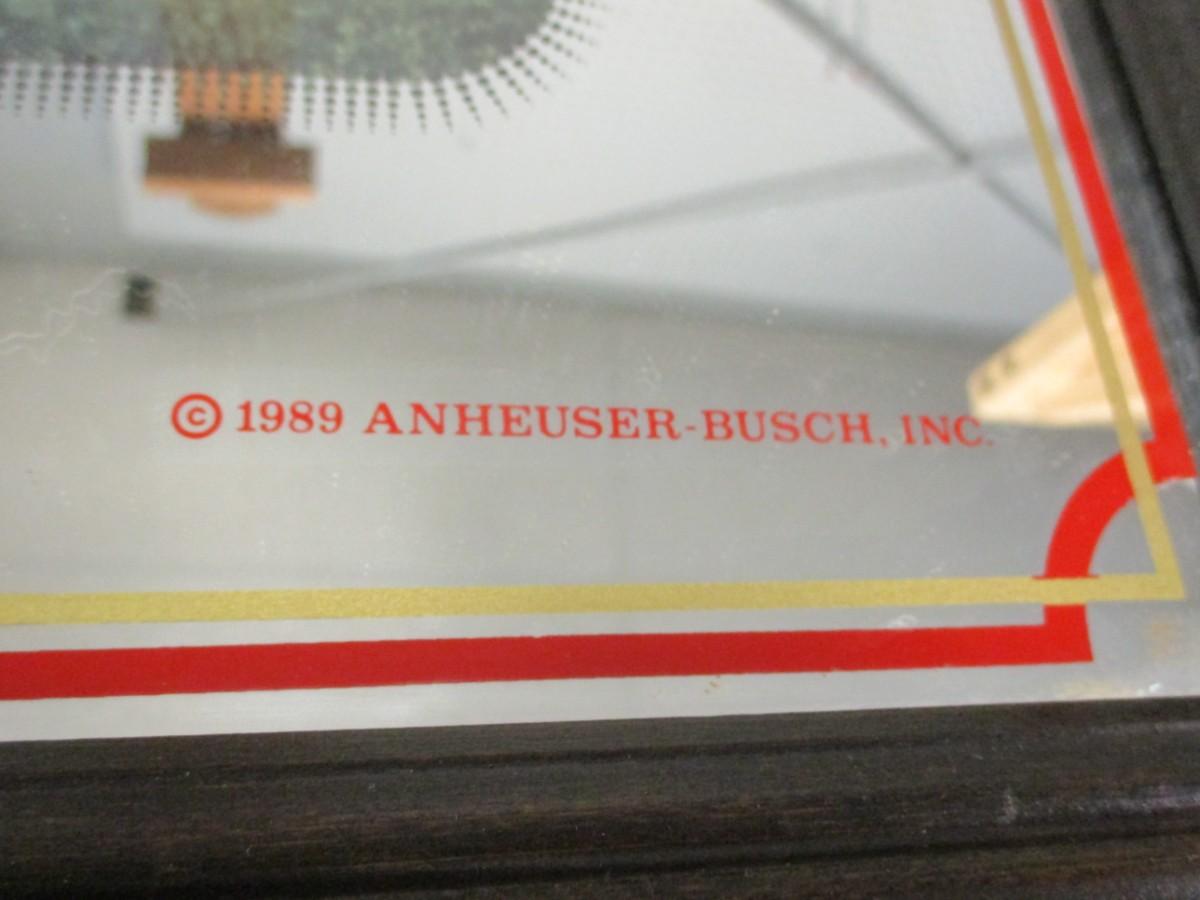 © 1989 ANHEUSER-BUSCH, INC.